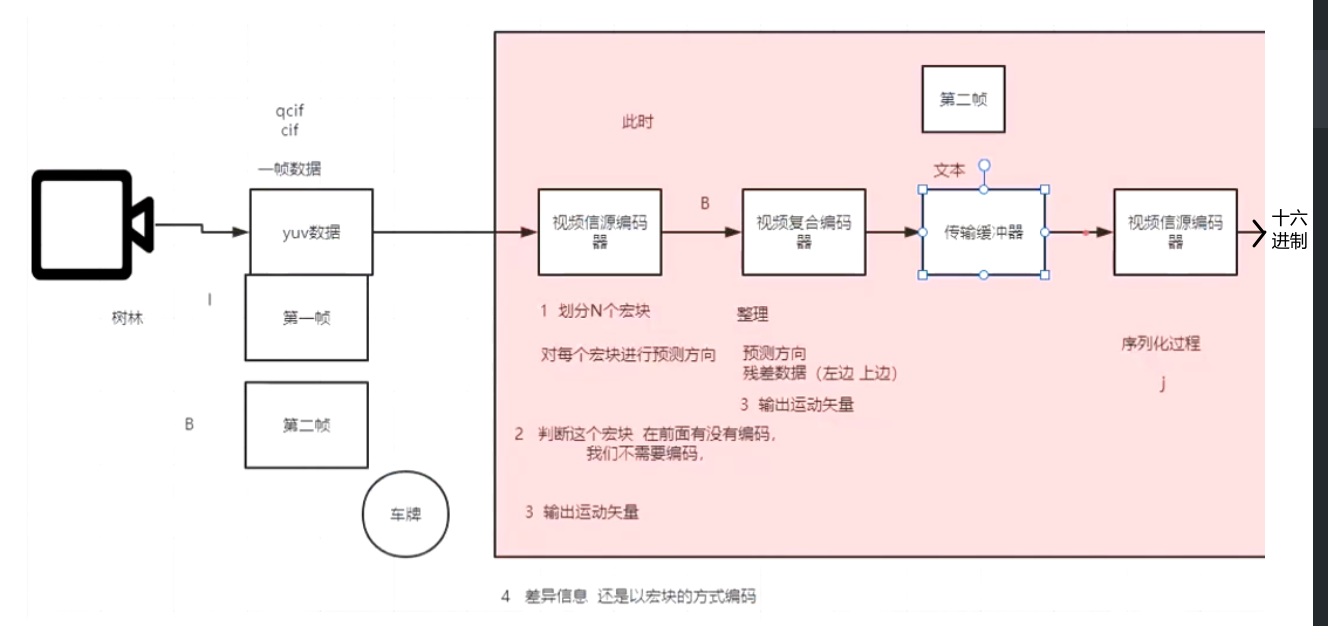 qcif
cif
一帧数据
yuv数据
树林
I
第一帧
B
第二帧
车牌
此时
第二帧
文本
视频信源编码
器
B
视频复合编码
器
传输缓冲器
视频信源编码
器
十六
进制
1 划分N个宏块
对每个宏块进行预测方向
整理
预测方向
残差数据（左边 上边）
3 输出运动矢量
序列化过程
j
2 判断这个宏块 在前面有没有编码，
我们不需要编码，
3 输出运动矢量
4 差异信息 还是以宏块的方式编码